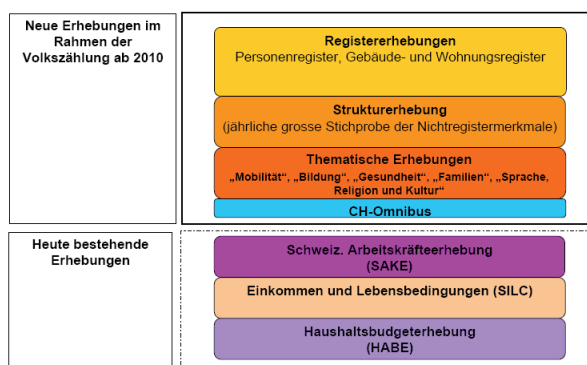 Neue Erhebungen im
Rahmen der
Volkszählung ab 2010
Registererhebungen
Personenregister, Gebäude- und Wohnungsregister
Strukturerhebung
(jährliche grosse Stichprobe der Nichtregistermerkmale)
Thematische Erhebungen
„Mobilität“, „Bildung“, „Gesundheit“, „Familien“, „Sprache,
Religion und Kultur“
CH-Omnibus
Heute bestehende
Erhebungen
Schweiz. Arbeitskräfteerhebung
(SAKE)
Einkommen und Lebensbedingungen (SILC)
Haushaltsbudgeterhebung
(HABE)